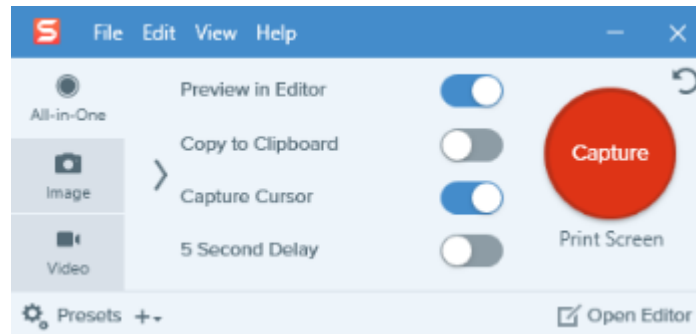 S File Edit View Help
All-in-One
Image
Video
Preview in Editor
Copy to Clipboard
Capture Cursor
5 Second Delay
Capture
Print Screen
Presets
Open Editor